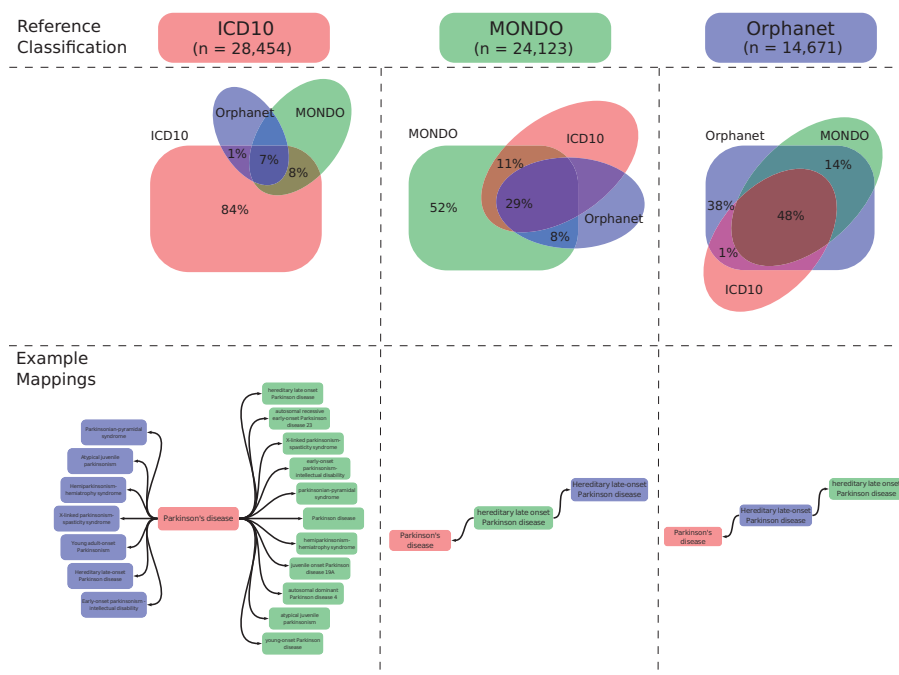 Reference
Classification
ICD10
(n = 28,454)
MONDO
(n = 24,123)
Orphanet
(n = 14,671)
Orphanet
MONDO
ICD10
1%
7%
8%
84%
MONDO
ICD10
11%
52%
29%
Orphanet
8%
Orphanet
MONDO
14%
38%
48%
1%
ICD10
Example
Mappings
Parkinsonian-pyramidal
syndrome
Atypical juvenile
parkinsonism
Hemiparkinsonism-
hemiatrophy syndrome
X-linked parkinsonism-
spasticity syndrome
Young adult-onset
Parkinsonism
Hereditary late-onset
Parkinson disease
Early-onset parkinsonism-
intellectual disability
Parkinson's disease
hereditary late onset
Parkinson disease
autosomal recessive
early-onset Parkinson
disease 23
X-linked parkinsonism-
spasticity syndrome
early-onset
parkinsonism-
intellectual disability
parkinsonian-pyramidal
syndrome
Parkinson disease
hemiparkinsonism-
hemiatrophy syndrome
juvenile onset Parkinson
disease 19A
autosomal dominant
Parkinson disease 4
atypical juvenile
parkinsonism
young-onset Parkinson
disease
Parkinson's
disease
hereditary late onset
Parkinson disease
Hereditary late-onset
Parkinson disease
Parkinson's
disease
Hereditary late-onset
Parkinson disease
hereditary late onset
Parkinson disease